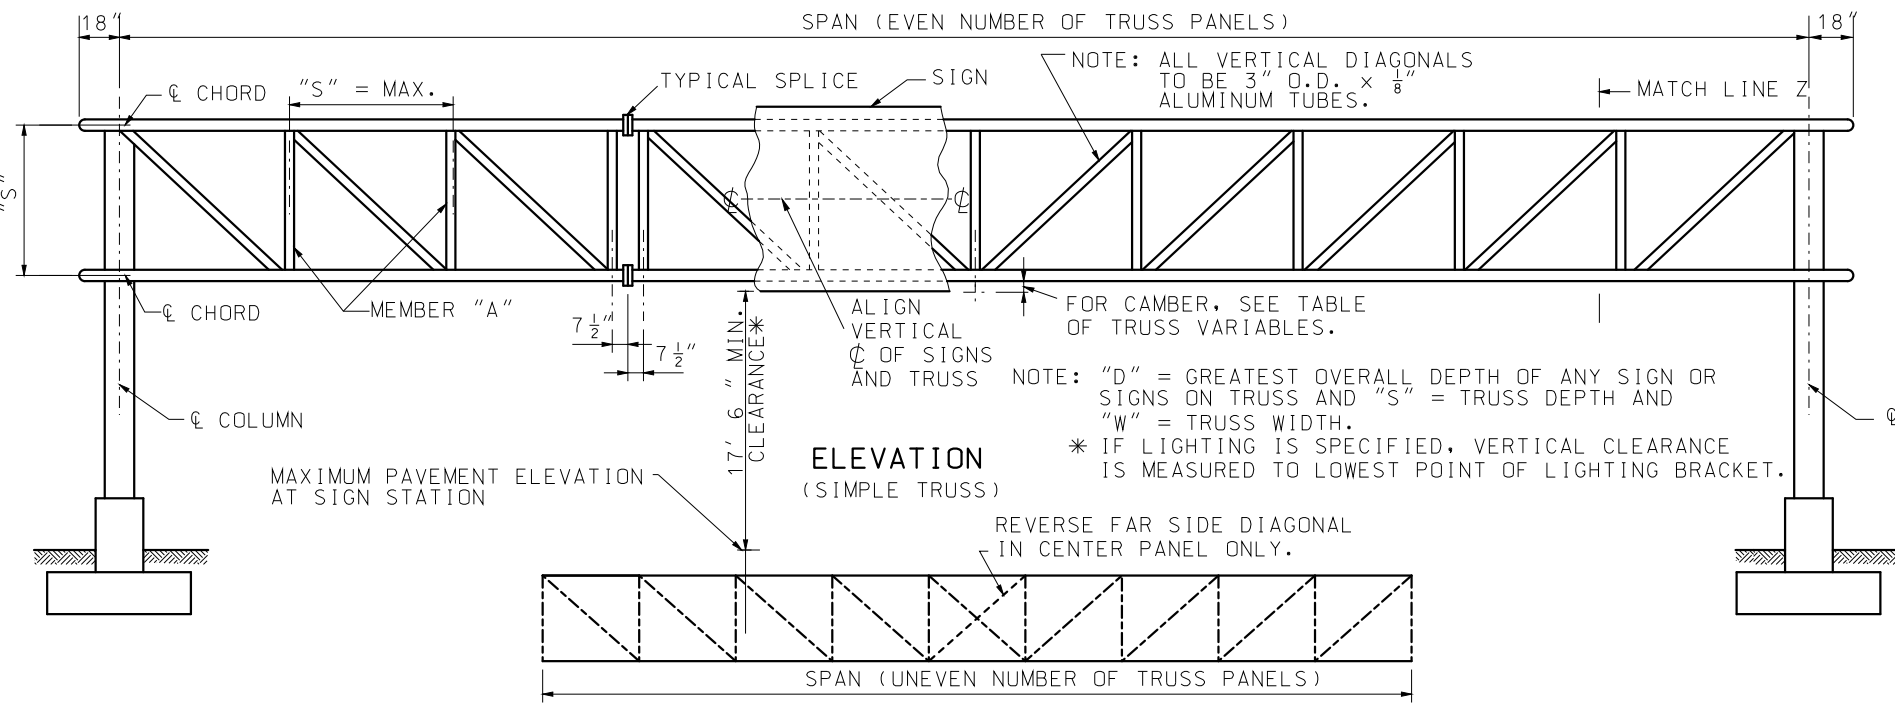 18"
SPAN (EVEN NUMBER OF TRUSS PANELS)
18"
℄ CHORD
"S" = MAX.
TYPICAL SPLICE
SIGN
NOTE: ALL VERTICAL DIAGONALS
TO BE 3" O.D. x 1/8"
ALUMINUM TUBES.
MATCH LINE Z
"S"
℄
℄
℄ CHORD
MEMBER "A"
7 1/2"
7 1/2"
17' 6" MIN.
CLEARANCE*
ALIGN
VERTICAL
℄ OF SIGNS
AND TRUSS
FOR CAMBER, SEE TABLE
OF TRUSS VARIABLES.
NOTE: "D" = GREATEST OVERALL DEPTH OF ANY SIGN OR
SIGNS ON TRUSS AND "S" = TRUSS DEPTH AND
"W" = TRUSS WIDTH.
* IF LIGHTING IS SPECIFIED, VERTICAL CLEARANCE
IS MEASURED TO LOWEST POINT OF LIGHTING BRACKET.
℄ COLUMN
℄
ELEVATION
(SIMPLE TRUSS)
MAXIMUM PAVEMENT ELEVATION
AT SIGN STATION
REVERSE FAR SIDE DIAGONAL
IN CENTER PANEL ONLY.
SPAN (UNEVEN NUMBER OF TRUSS PANELS)